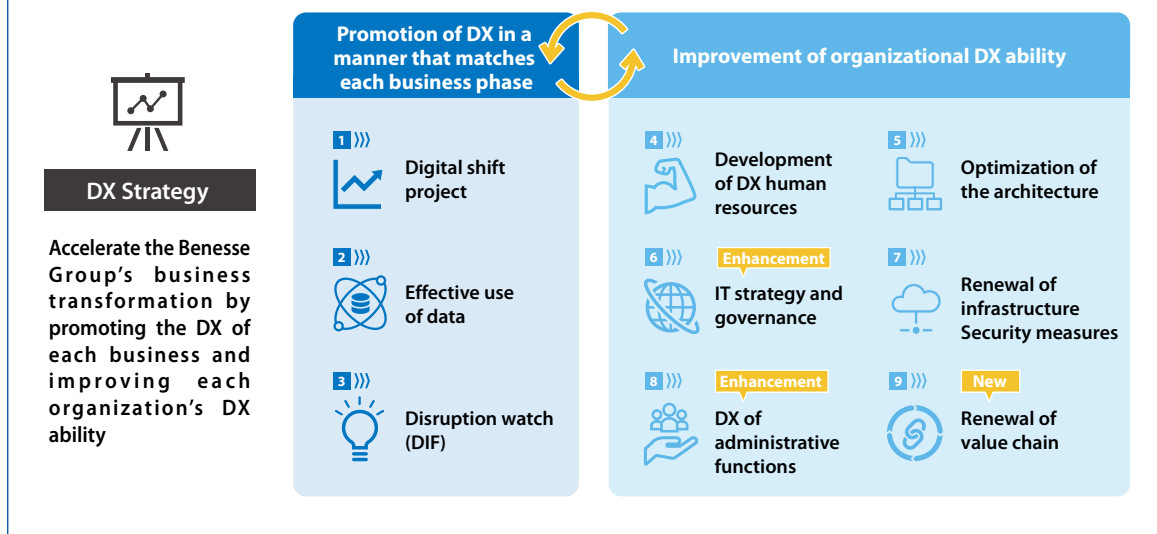 DX Strategy
Accelerate the Benesse
Group's business
transformation by
promoting the DX of
each business and
improving each
organization's DX
ability
Promotion of DX in a
manner that matches
each business phase
1 ⟩⟩⟩
Digital shift
project
2 ⟩⟩⟩
Effective use
of data
3 ⟩⟩⟩
Disruption watch
(DIF)
Improvement of organizational DX ability
4 ⟩⟩⟩
Development
of DX human
resources
5 ⟩⟩⟩
Optimization of
the architecture
6 ⟩⟩⟩
Enhancement
IT strategy and
governance
7 ⟩⟩⟩
Renewal of
infrastructure
Security measures
8 ⟩⟩⟩
Enhancement
DX of
administrative
functions
9 ⟩⟩⟩
New
Renewal of
value chain